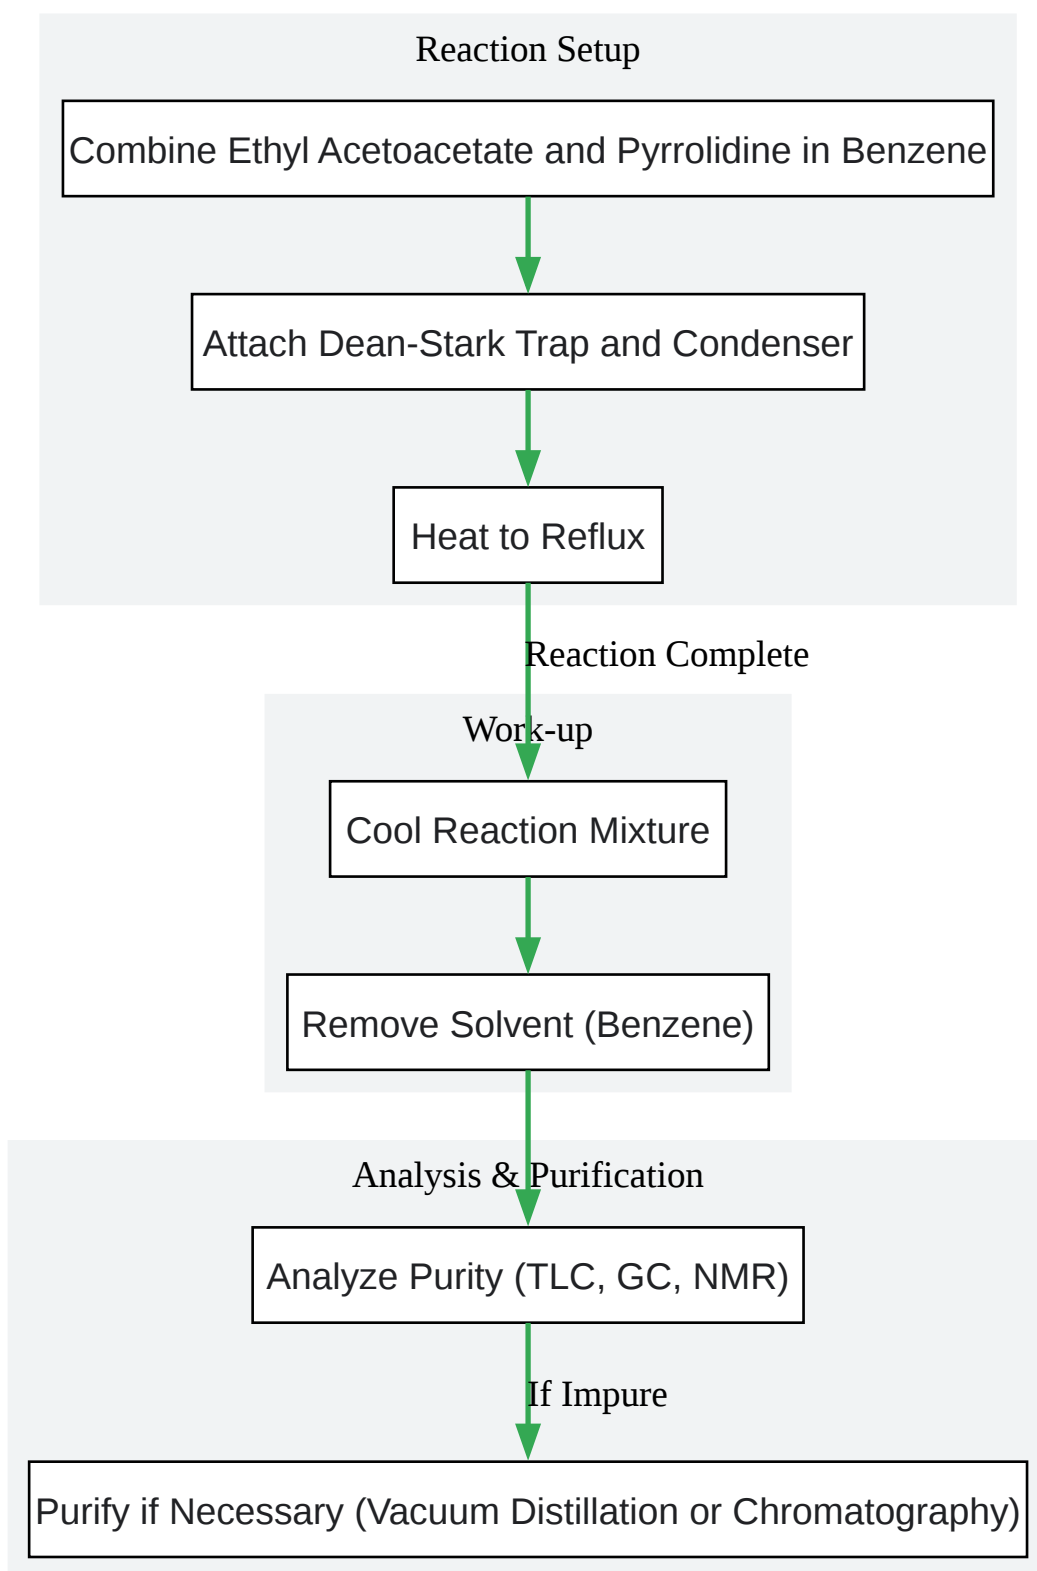 Reaction Setup
Combine Ethyl Acetoacetate and Pyrrolidine in Benzene
Attach Dean-Stark Trap and Condenser
Heat to Reflux
Reaction Complete
Work-up
Cool Reaction Mixture
Remove Solvent (Benzene)
Analysis & Purification
Analyze Purity (TLC, GC, NMR)
If Impure
Purify if Necessary (Vacuum Distillation or Chromatography)